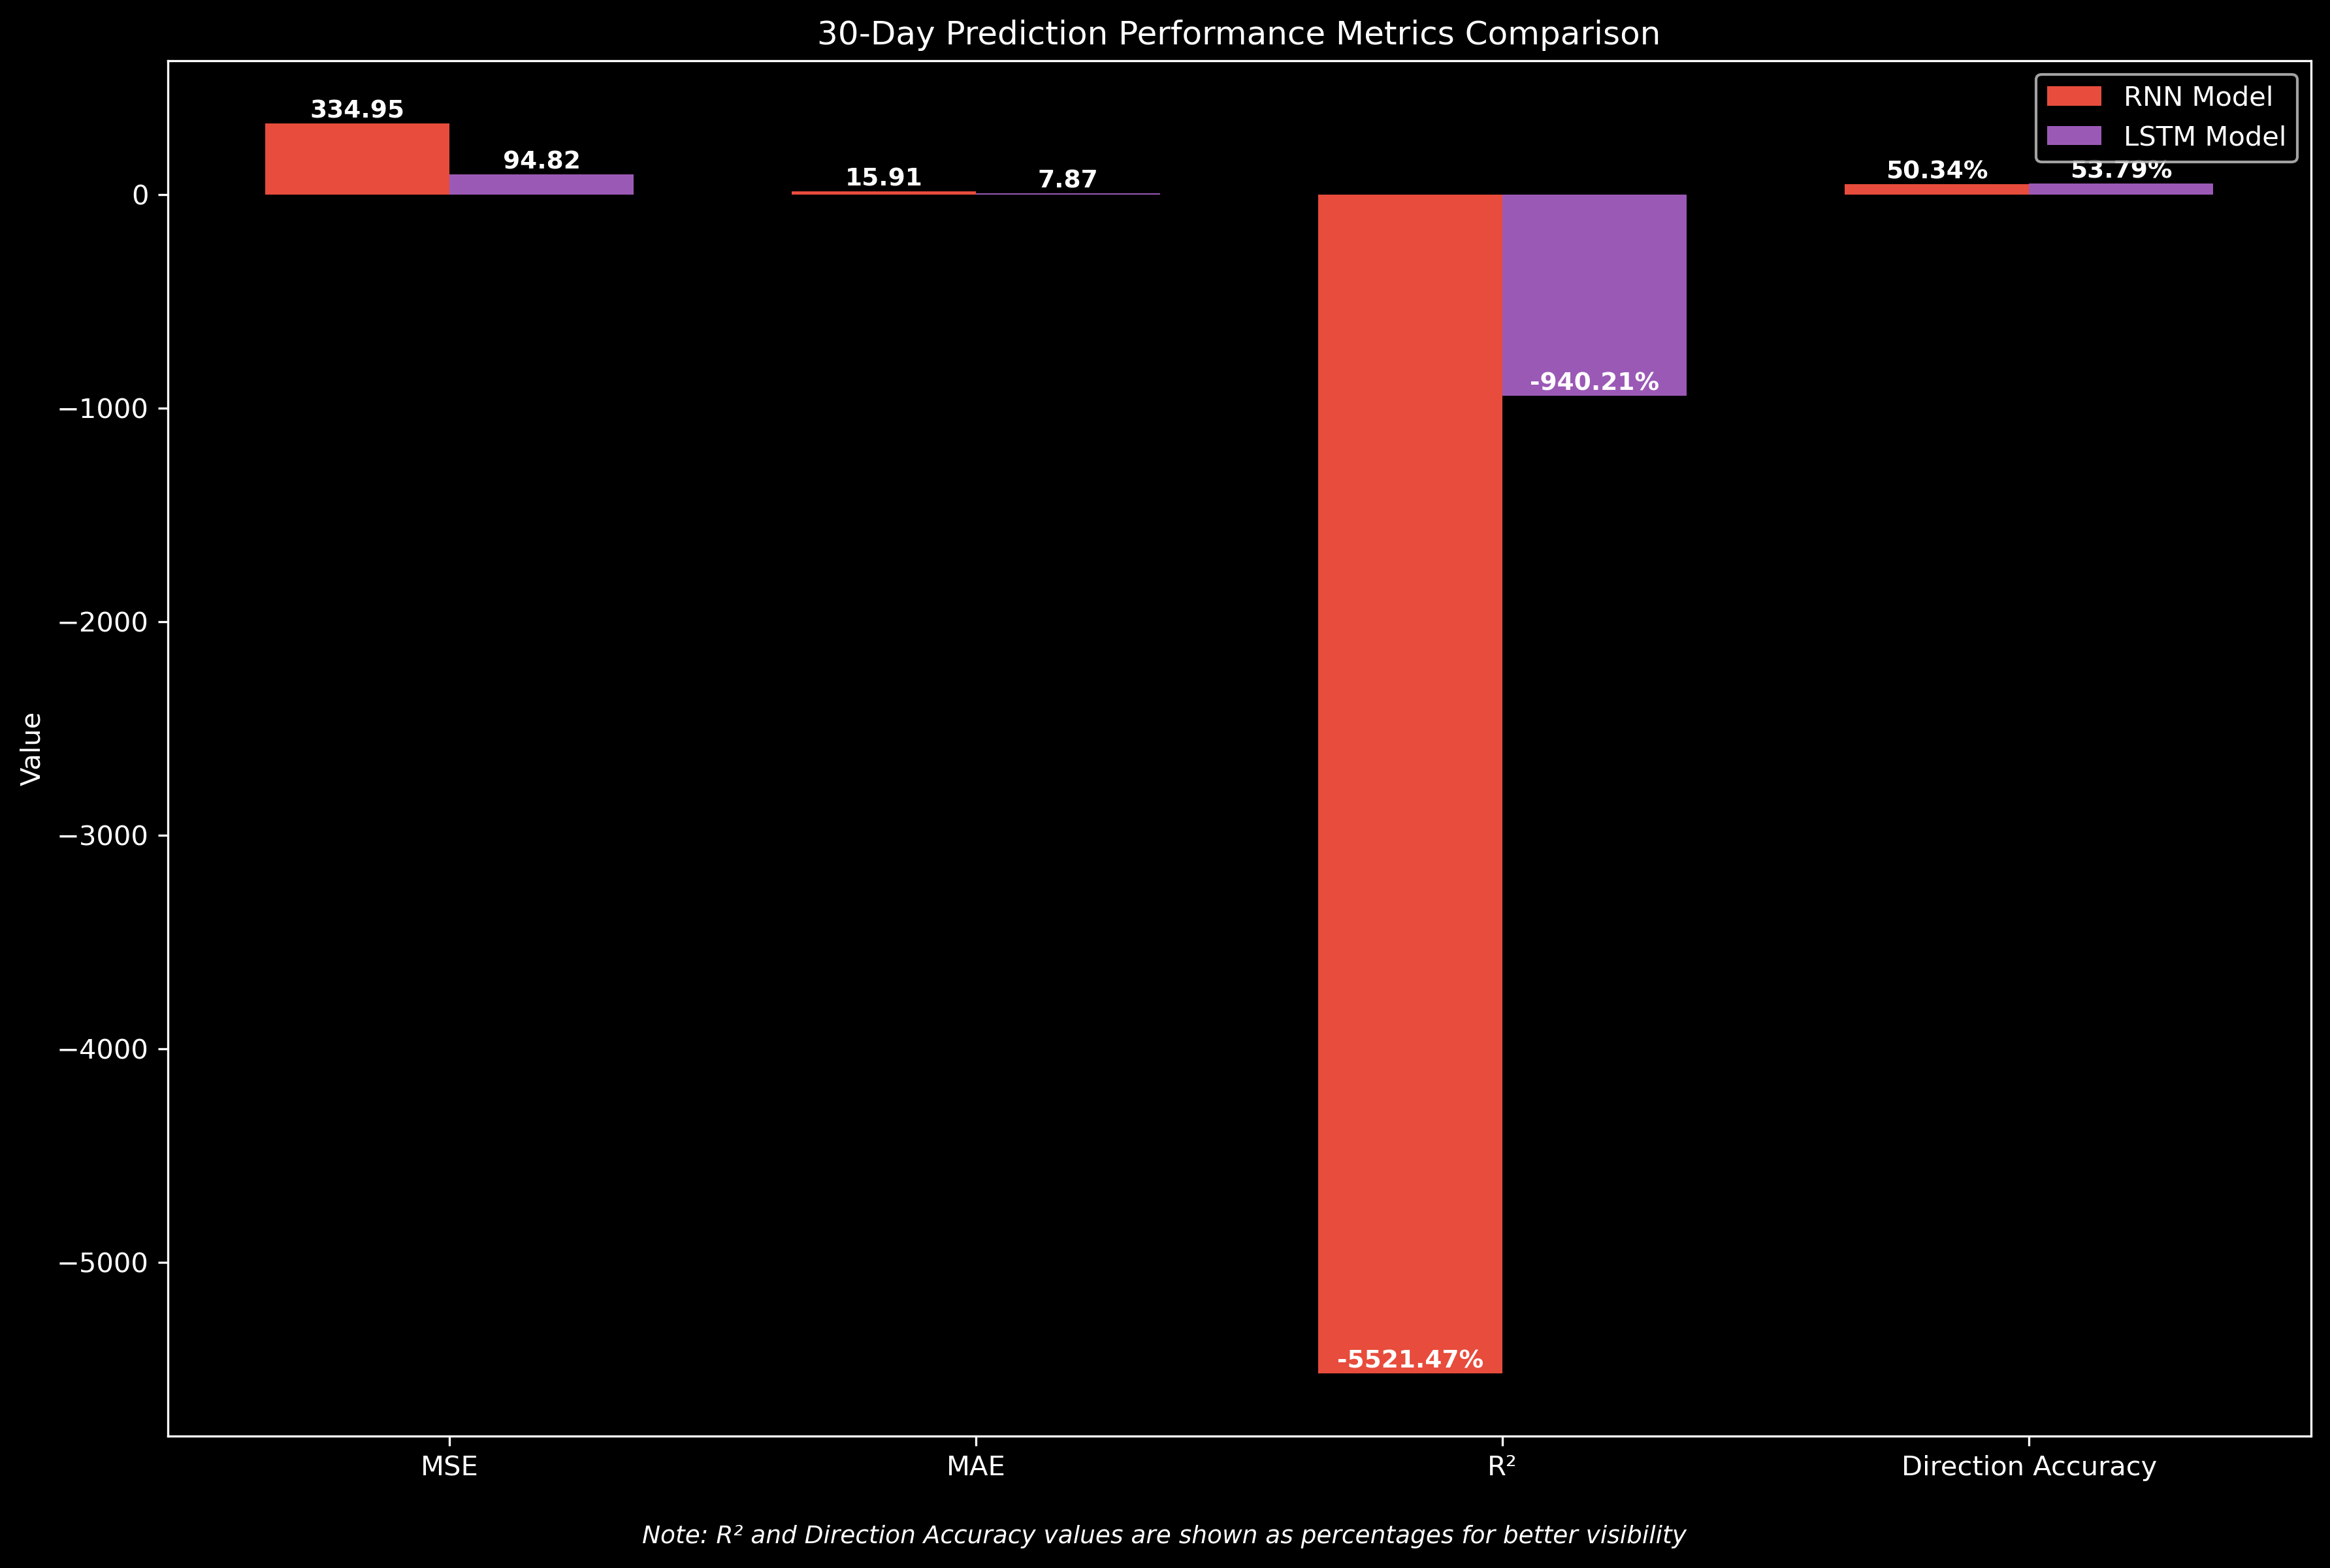 30-Day Prediction Performance Metrics Comparison
RNN Model
LSTM Model
334.95
94.82
15.91
7.87
-5521.47%
-940.21%
50.34%
53.79%
Value
0
−1000
−2000
−3000
−4000
−5000
MSE
MAE
R²
Direction Accuracy
Note: R² and Direction Accuracy values are shown as percentages for better visibility